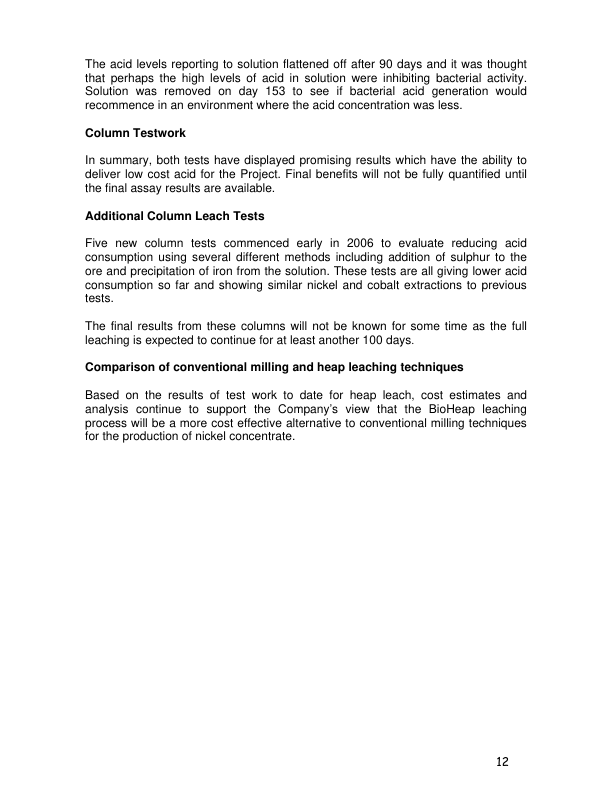 The acid levels reporting to solution flattened off after 90 days and it was thought
that perhaps the high levels of acid in solution were inhibiting bacterial activity.
Solution was removed on day 153 to see if bacterial acid generation would
recommence in an environment where the acid concentration was less.
Column Testwork
In summary, both tests have displayed promising results which have the ability to
deliver low cost acid for the Project. Final benefits will not be fully quantified until
the final assay results are available.
Additional Column Leach Tests
Five new column tests commenced early in 2006 to evaluate reducing acid
consumption using several different methods including addition of sulphur to the
ore and precipitation of iron from the solution. These tests are all giving lower acid
consumption so far and showing similar nickel and cobalt extractions to previous
tests.
The final results from these columns will not be known for some time as the full
leaching is expected to continue for at least another 100 days.
Comparison of conventional milling and heap leaching techniques
Based on the results of test work to date for heap leach, cost estimates and
analysis continue to support the Company's view that the BioHeap leaching
process will be a more cost effective alternative to conventional milling techniques
for the production of nickel concentrate.
12